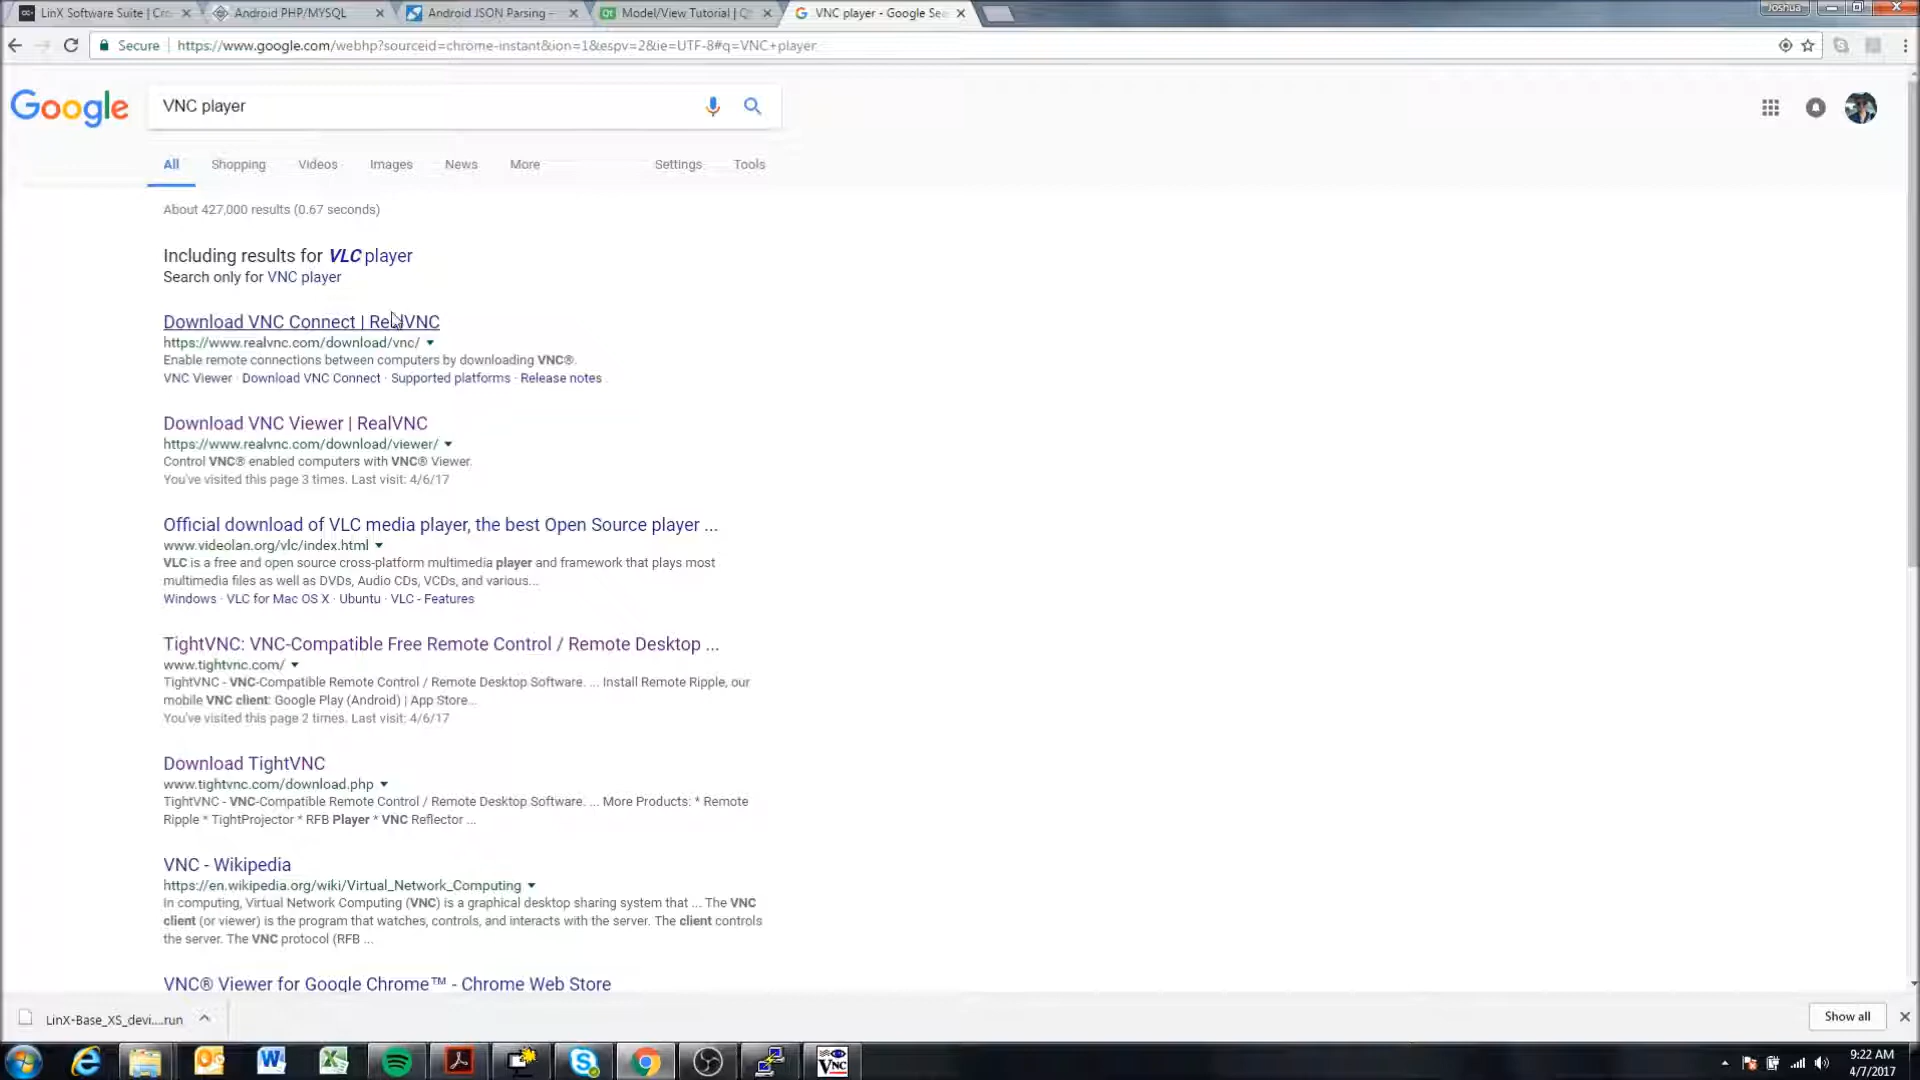 LinX Software Suite | Cre
Android PHP/MYSQL
Android JSON Parsing -
Model/View Tutorial | Q
VNC player - Google Sea
Joshua
Secure
https://www.google.com/webhp?sourceid=chrome-instant&ion=1&espv=2&ie=UTF-8#q=VNC+player
Google
VNC player
All Shopping Videos Images News More Settings Tools
About 427,000 results (0.67 seconds)
Including results for VLC player
Search only for VNC player
Download VNC Connect | RealVNC
https://www.realvnc.com/download/vnc/
Enable remote connections between computers by downloading VNC®.
VNC Viewer · Download VNC Connect · Supported platforms · Release notes
Download VNC Viewer | RealVNC
https://www.realvnc.com/download/viewer/
Control VNC® enabled computers with VNC® Viewer.
You've visited this page 3 times. Last visit: 4/6/17
Official download of VLC media player, the best Open Source player ...
www.videolan.org/vlc/index.html
VLC is a free and open source cross-platform multimedia player and framework that plays most
multimedia files as well as DVDs, Audio CDs, VCDs, and various...
Windows · VLC for Mac OS X · Ubuntu · VLC - Features
TightVNC: VNC-Compatible Free Remote Control / Remote Desktop ...
www.tightvnc.com/
TightVNC - VNC-Compatible Remote Control / Remote Desktop Software. ... Install Remote Ripple, our
mobile VNC client: Google Play (Android) | App Store...
You've visited this page 2 times. Last visit: 4/6/17
Download TightVNC
www.tightvnc.com/download.php
TightVNC - VNC-Compatible Remote Control / Remote Desktop Software. ... More Products: * Remote
Ripple * TightProjector * RFB Player * VNC Reflector ...
VNC - Wikipedia
https://en.wikipedia.org/wiki/Virtual_Network_Computing
In computing, Virtual Network Computing (VNC) is a graphical desktop sharing system that ... The VNC
client (or viewer) is the program that watches, controls, and interacts with the server. The client controls
the server. The VNC protocol (RFB ...
VNC® Viewer for Google Chrome™ - Chrome Web Store
LinX-Base_XS_devi....run
Show all
9:22 AM
4/7/2017